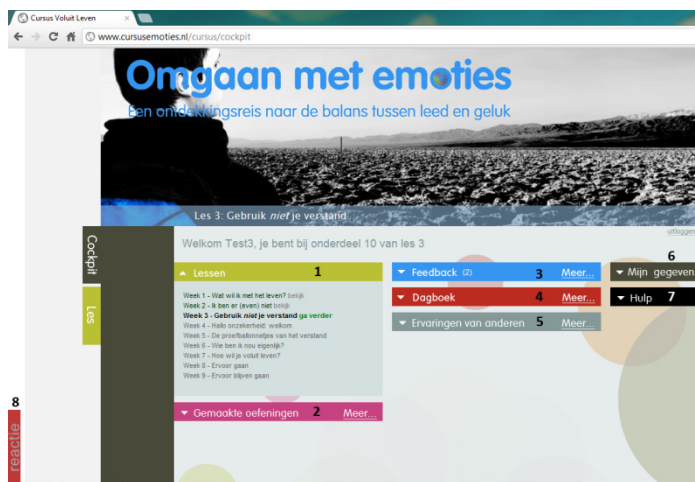 Cursus Voluit Leven
www.cursusemoties.nl/cursus/cockpit
Omgaan met emoties
Een ontdekkingsreis naar de balans tussen leed en geluk
Les 3: Gebruik niet je verstand
uitloggen
Cockpit
Les
Welkom Test3, je bent bij onderdeel 10 van les 3
Lessen 1
Week 1 - Wat wil ik met het leven? bekijk
Week 2 - Ik ben er (even) niet bekijk
Week 3 - Gebruik niet je verstand ga verder
Week 4 - Hallo onzekerheid: welkom
Week 5 - De proefballonnetjes van het verstand
Week 6 - Wie ben ik nou eigenlijk?
Week 7 - Hoe wil je voluit leven?
Week 8 - Ervoor gaan
Week 9 - Ervoor blijven gaan
Gemaakte oefeningen 2 Meer...
Feedback (2) 3 Meer...
Dagboek 4 Meer...
Ervaringen van anderen 5 Meer...
6
Mijn gegeven
Hulp 7
8
reactie